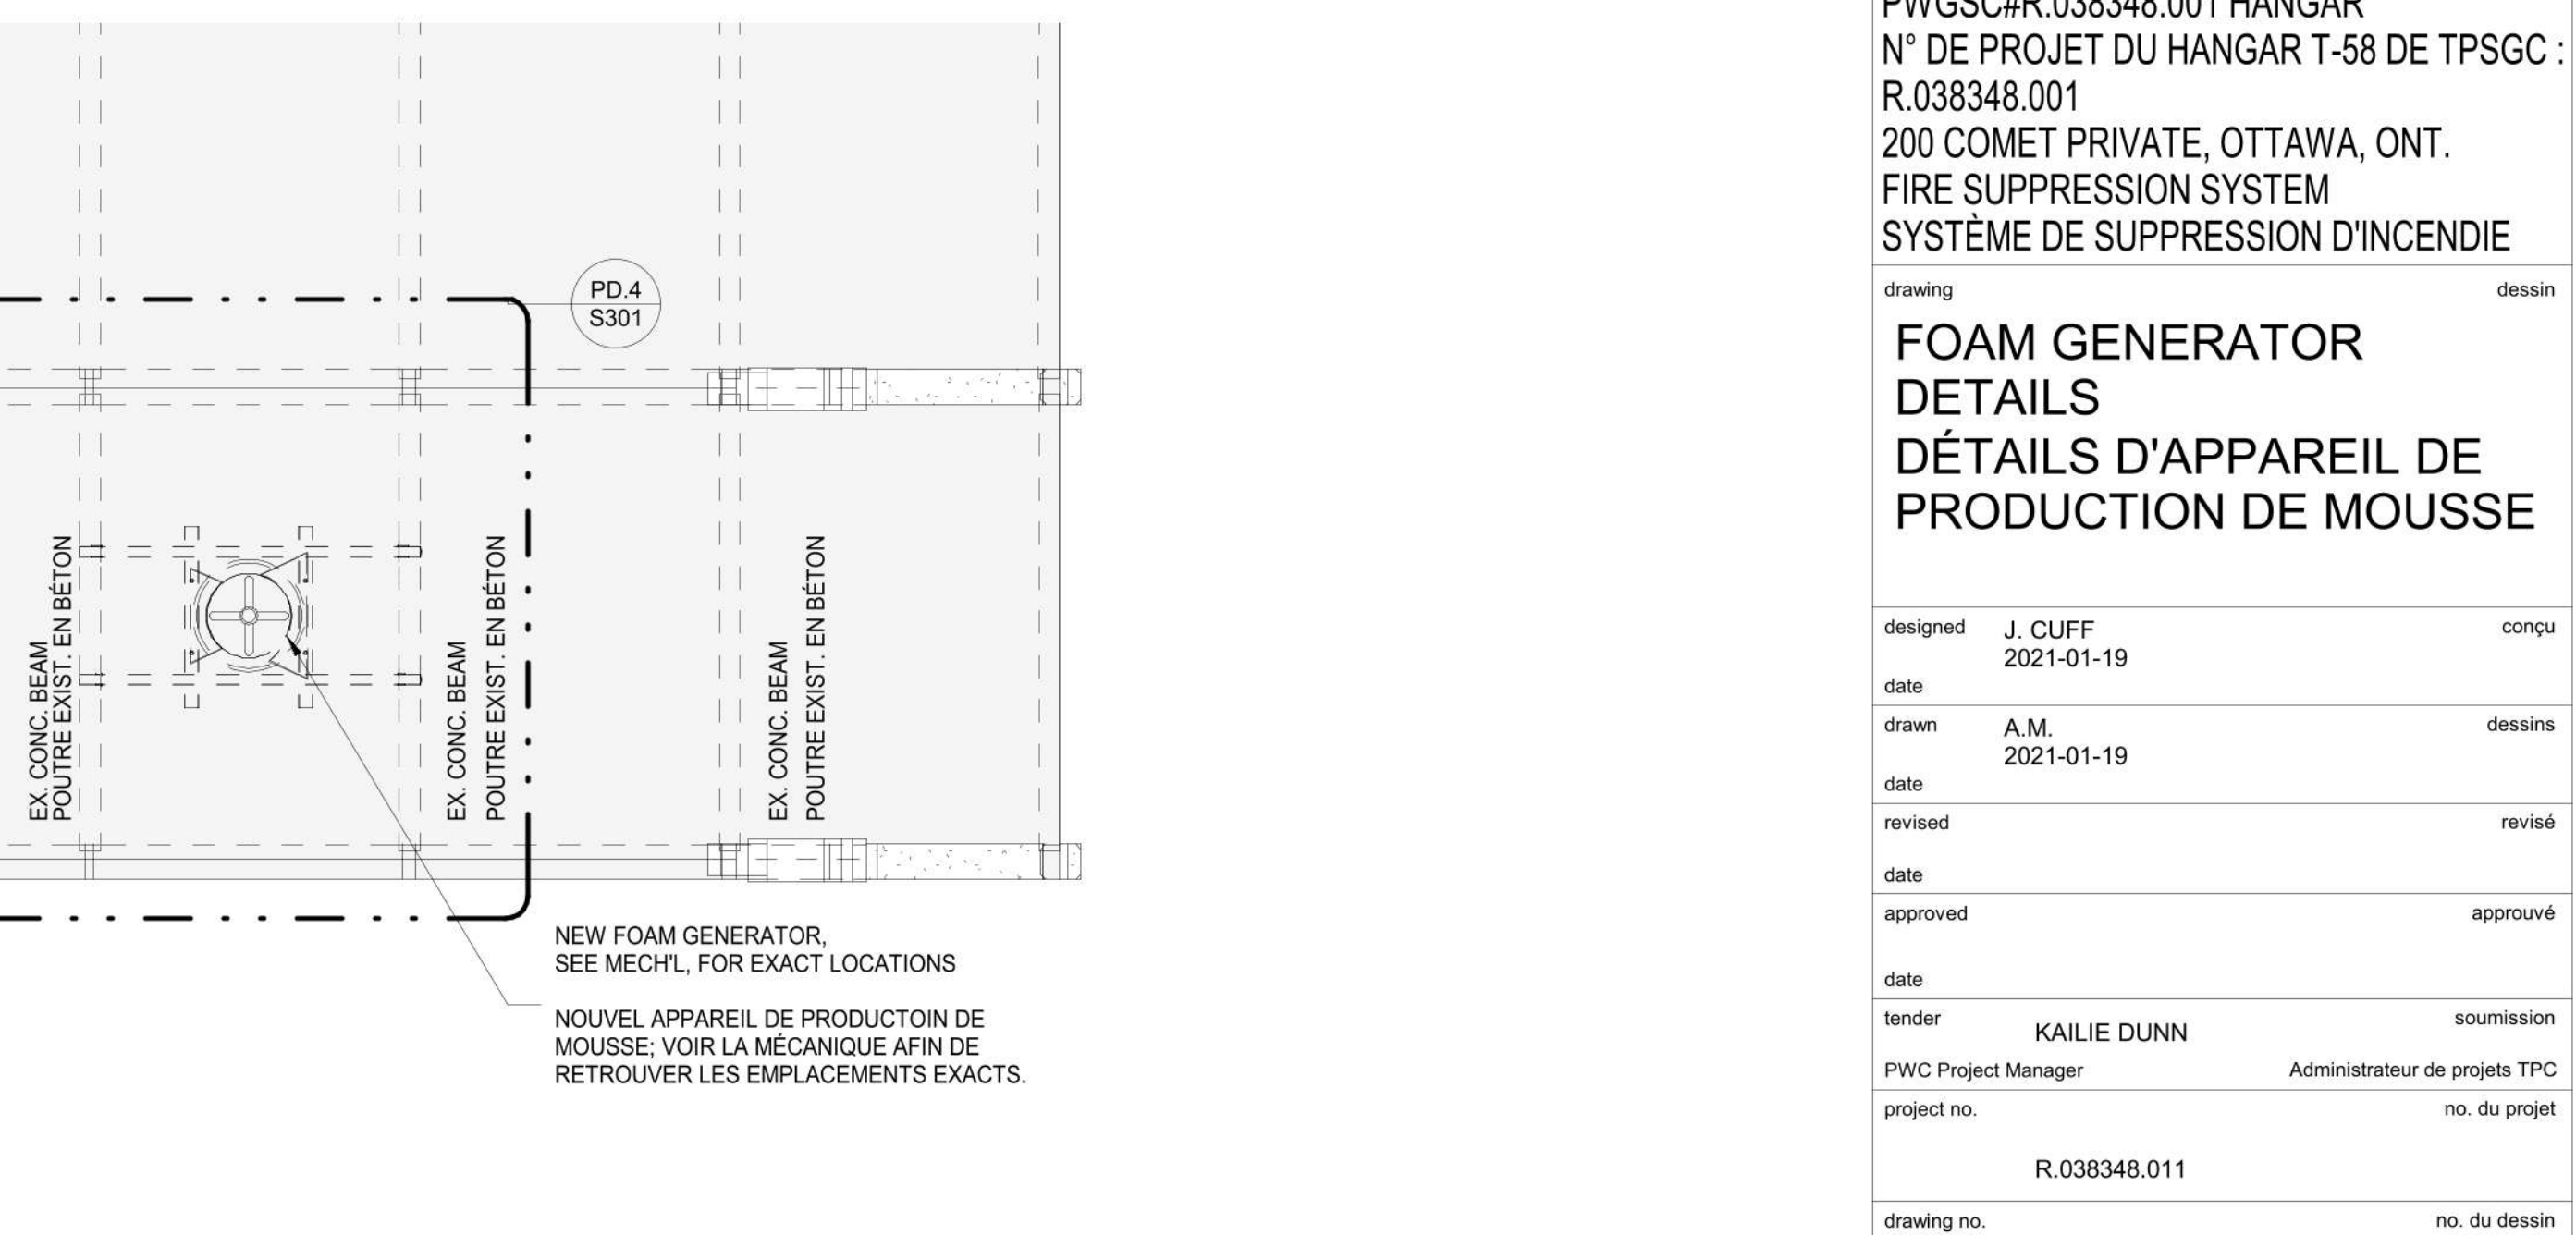 PD.4
S301
EX. CONC. BEAM
POUTRE EXIST. EN BÉTON
EX. CONC. BEAM
POUTRE EXIST. EN BÉTON
EX. CONC. BEAM
POUTRE EXIST. EN BÉTON
NEW FOAM GENERATOR,
SEE MECH'L, FOR EXACT LOCATIONS
NOUVEL APPAREIL DE PRODUCTOIN DE
MOUSSE; VOIR LA MÉCANIQUE AFIN DE
RETROUVER LES EMPLACEMENTS EXACTS.
PWGSC#R.038348.001 HANGAR
N° DE PROJET DU HANGAR T-58 DE TPSGC :
R.038348.001
200 COMET PRIVATE, OTTAWA, ONT.
FIRE SUPPRESSION SYSTEM
SYSTÈME DE SUPPRESSION D'INCENDIE
drawing dessin
FOAM GENERATOR
DETAILS
DÉTAILS D'APPAREIL DE
PRODUCTION DE MOUSSE
designed J. CUFF conçu
2021-01-19
date
drawn A.M. dessins
2021-01-19
date
revised revisé
date
approved approuvé
date
tender KAILIE DUNN soumission
PWC Project Manager Administrateur de projets TPC
project no. no. du projet
R.038348.011
drawing no. no. du dessin